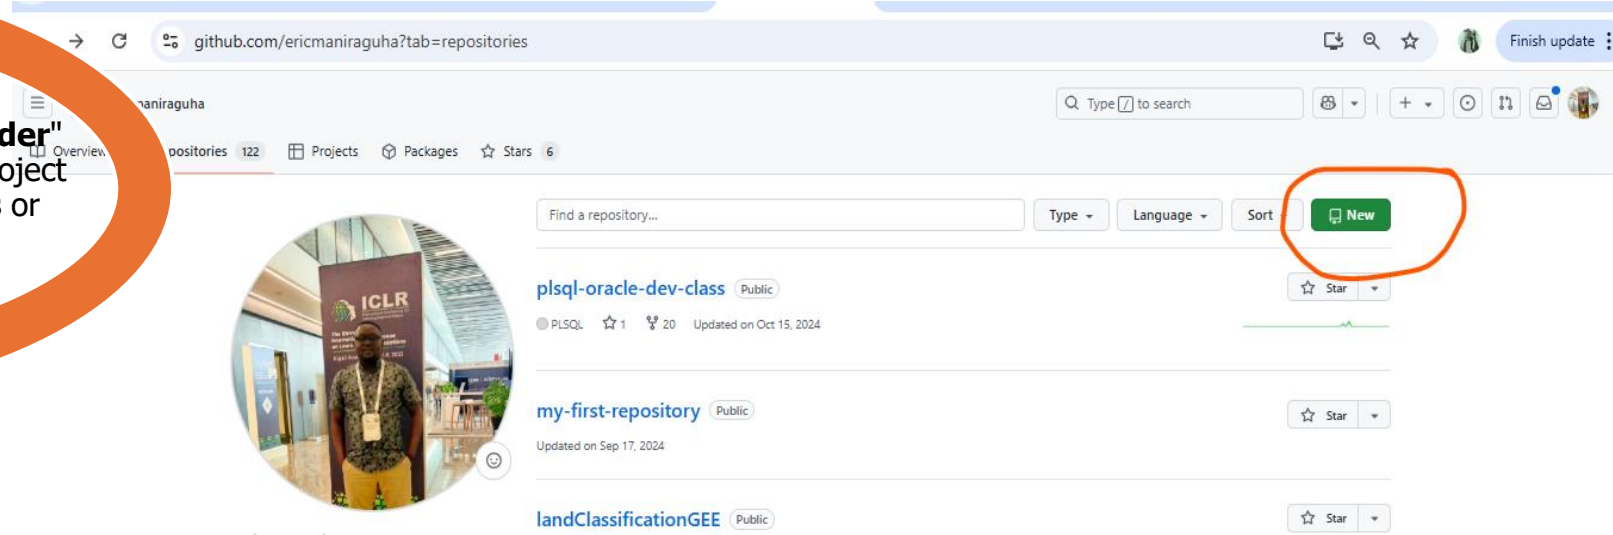 github.com/ericmaniraguha?tab=repositories
Finish update
naniraguha
Type / to search
der"
oject
s or
Overview
positories 122
Projects
Packages
Stars 6
Find a repository...
Type
Language
Sort
New
plsql-oracle-dev-class Public
Star
PLSQL 1 20 Updated on Oct 15, 2024
my-first-repository Public
Star
Updated on Sep 17, 2024
landClassificationGEE Public
Star
ICLR